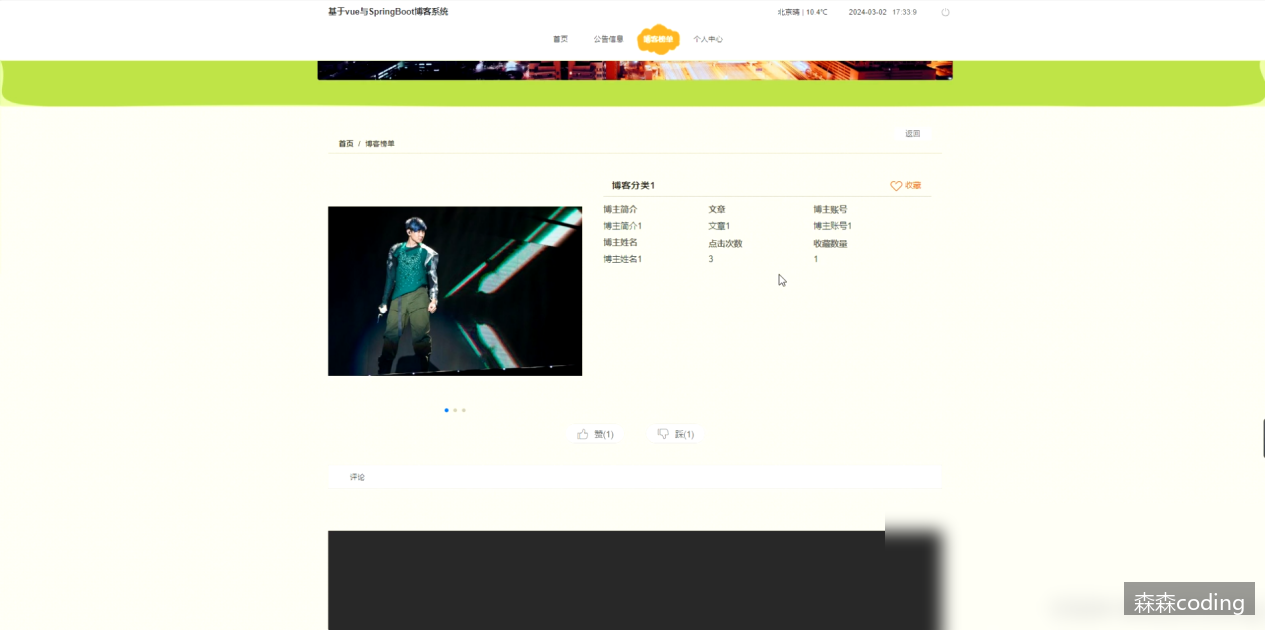 基于vue与SpringBoot博客系统
北京晴 | 10.4℃ 2024-03-02 17:33:9
首页 公告信息 博客榜单 个人中心
返回
首页 / 博客榜单
博客分类1 收藏
博主简介 文章 博主账号
博主简介1 文章1 博主账号1
博主姓名 点击次数 收藏数量
博主姓名1 3 1
赞(1) 踩(1)
评论
森森coding